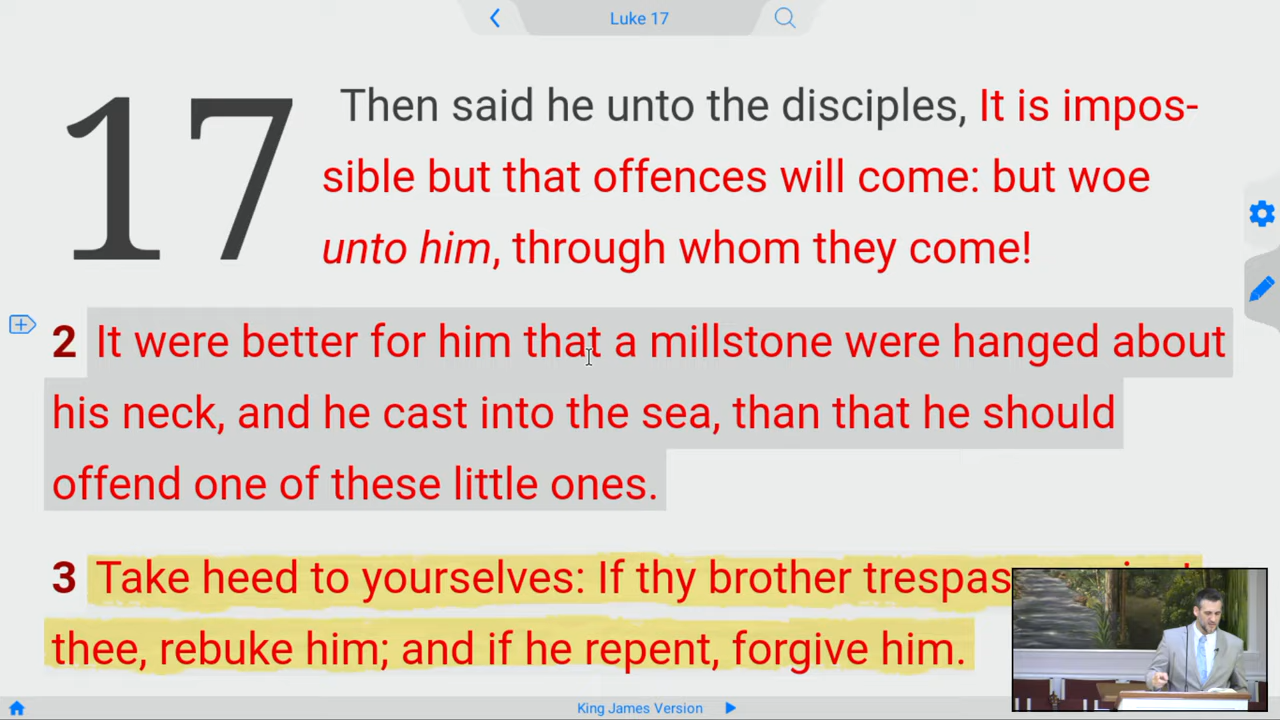 Luke 17
17 Then said he unto the disciples, It is impos-
sible but that offences will come: but woe
unto him, through whom they come!
2 It were better for him that a millstone were hanged about
his neck, and he cast into the sea, than that he should
offend one of these little ones.
3 Take heed to yourselves: If thy brother trespas
thee, rebuke him; and if he repent, forgive him.
King James Version